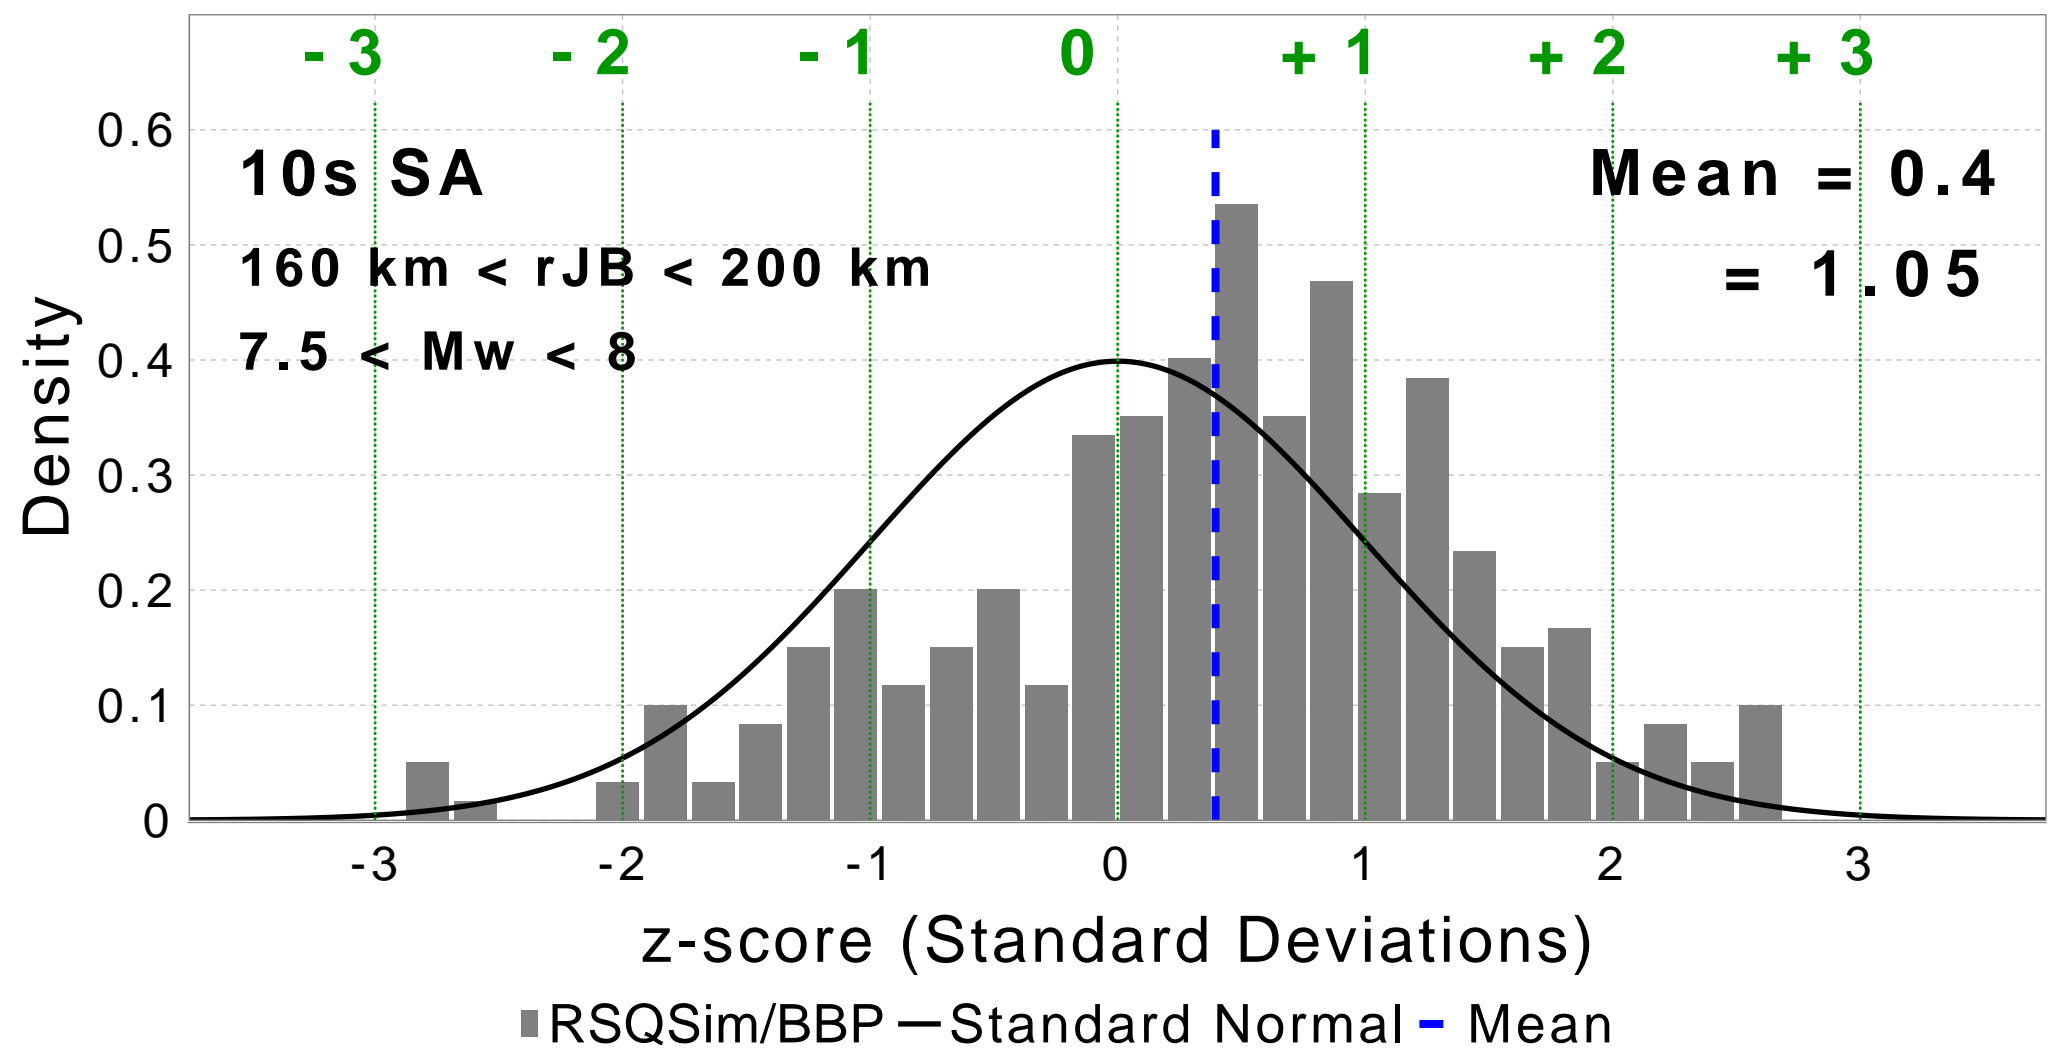 - 3 - 2 - 1 0 + 1 + 2 + 3
10s SA
160 km < rJB < 200 km
7.5 < Mw < 8
Mean = 0.4
= 1.05
Density
0.6
0.5
0.4
0.3
0.2
0.1
0
-3 -2 -1 0 1 2 3
z-score (Standard Deviations)
RSQSim/BBP Standard Normal Mean